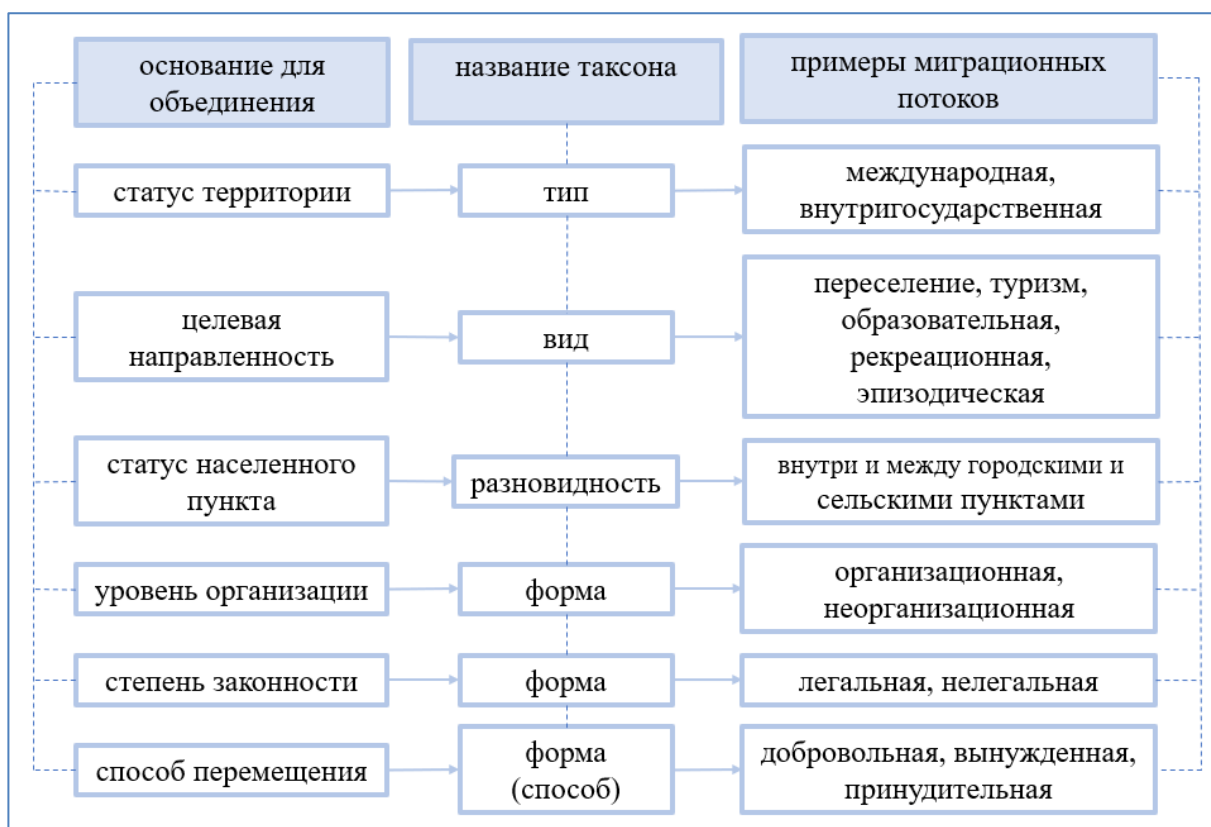 основание для
объединения
название таксона
примеры миграционных
потоков
статус территории
тип
международная,
внутригосударственная
целевая
направленность
вид
переселение, туризм,
образовательная,
рекреационная,
эпизодическая
статус населенного
пункта
разновидность
внутри и между городскими и
сельскими пунктами
уровень организации
форма
организационная,
неорганизационная
степень законности
форма
легальная, нелегальная
способ перемещения
форма
(способ)
добровольная, вынужденная,
принудительная